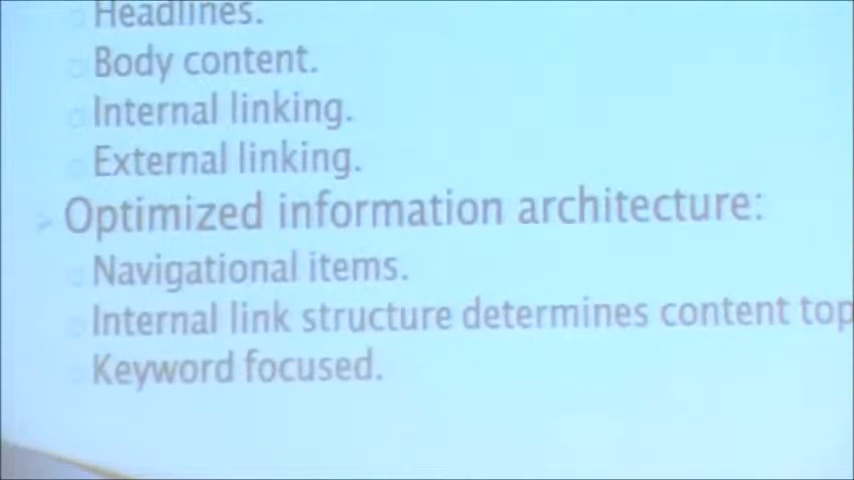 Headlines.
Body content.
Internal linking.
External linking.
> Optimized information architecture:
Navigational items.
Internal link structure determines content top
Keyword focused.